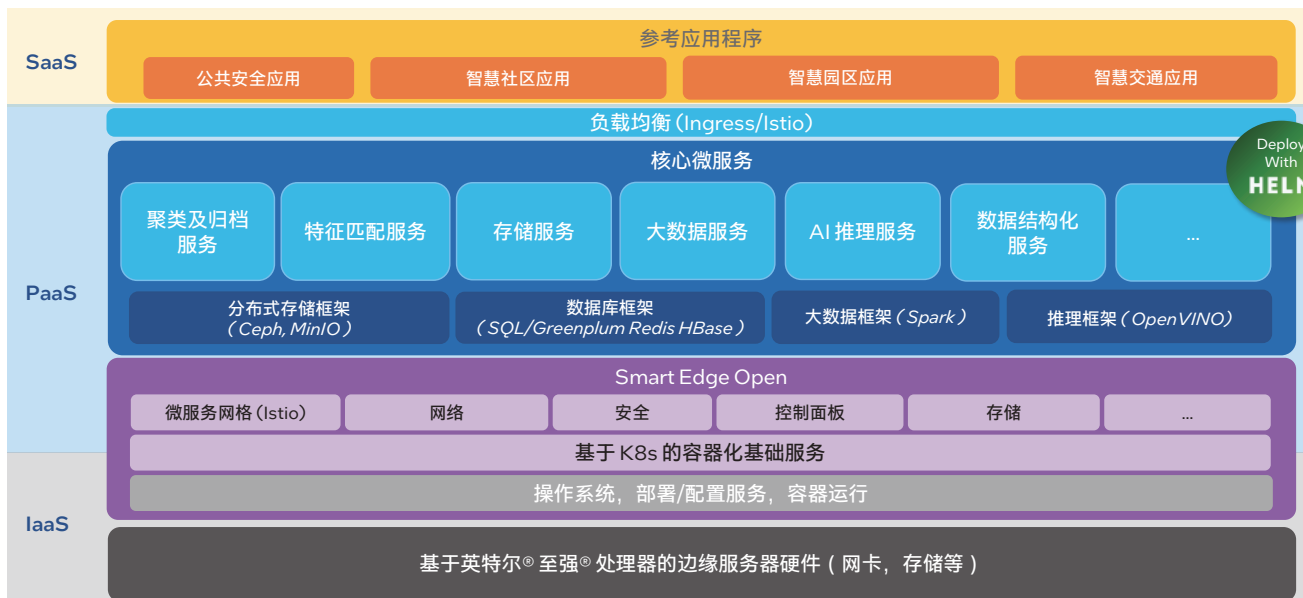 SaaS
参考应用程序
公共安全应用
智慧社区应用
智慧园区应用
智慧交通应用
负载均衡 (Ingress/Istio)
PaaS
核心微服务
Deploy
With
HELM
聚类及归档
服务
特征匹配服务
存储服务
大数据服务
AI 推理服务
数据结构化
服务
...
分布式存储框架
(Ceph, MinIO)
数据库框架
(SQL/Greenplum Redis HBase)
大数据框架 (Spark)
推理框架 (OpenVINO)
Smart Edge Open
微服务网格 (Istio)
网络
安全
控制面板
存储
...
基于 K8s 的容器化基础服务
操作系统，部署/配置服务，容器运行
IaaS
基于英特尔® 至强® 处理器的边缘服务器硬件 ( 网卡，存储等 )